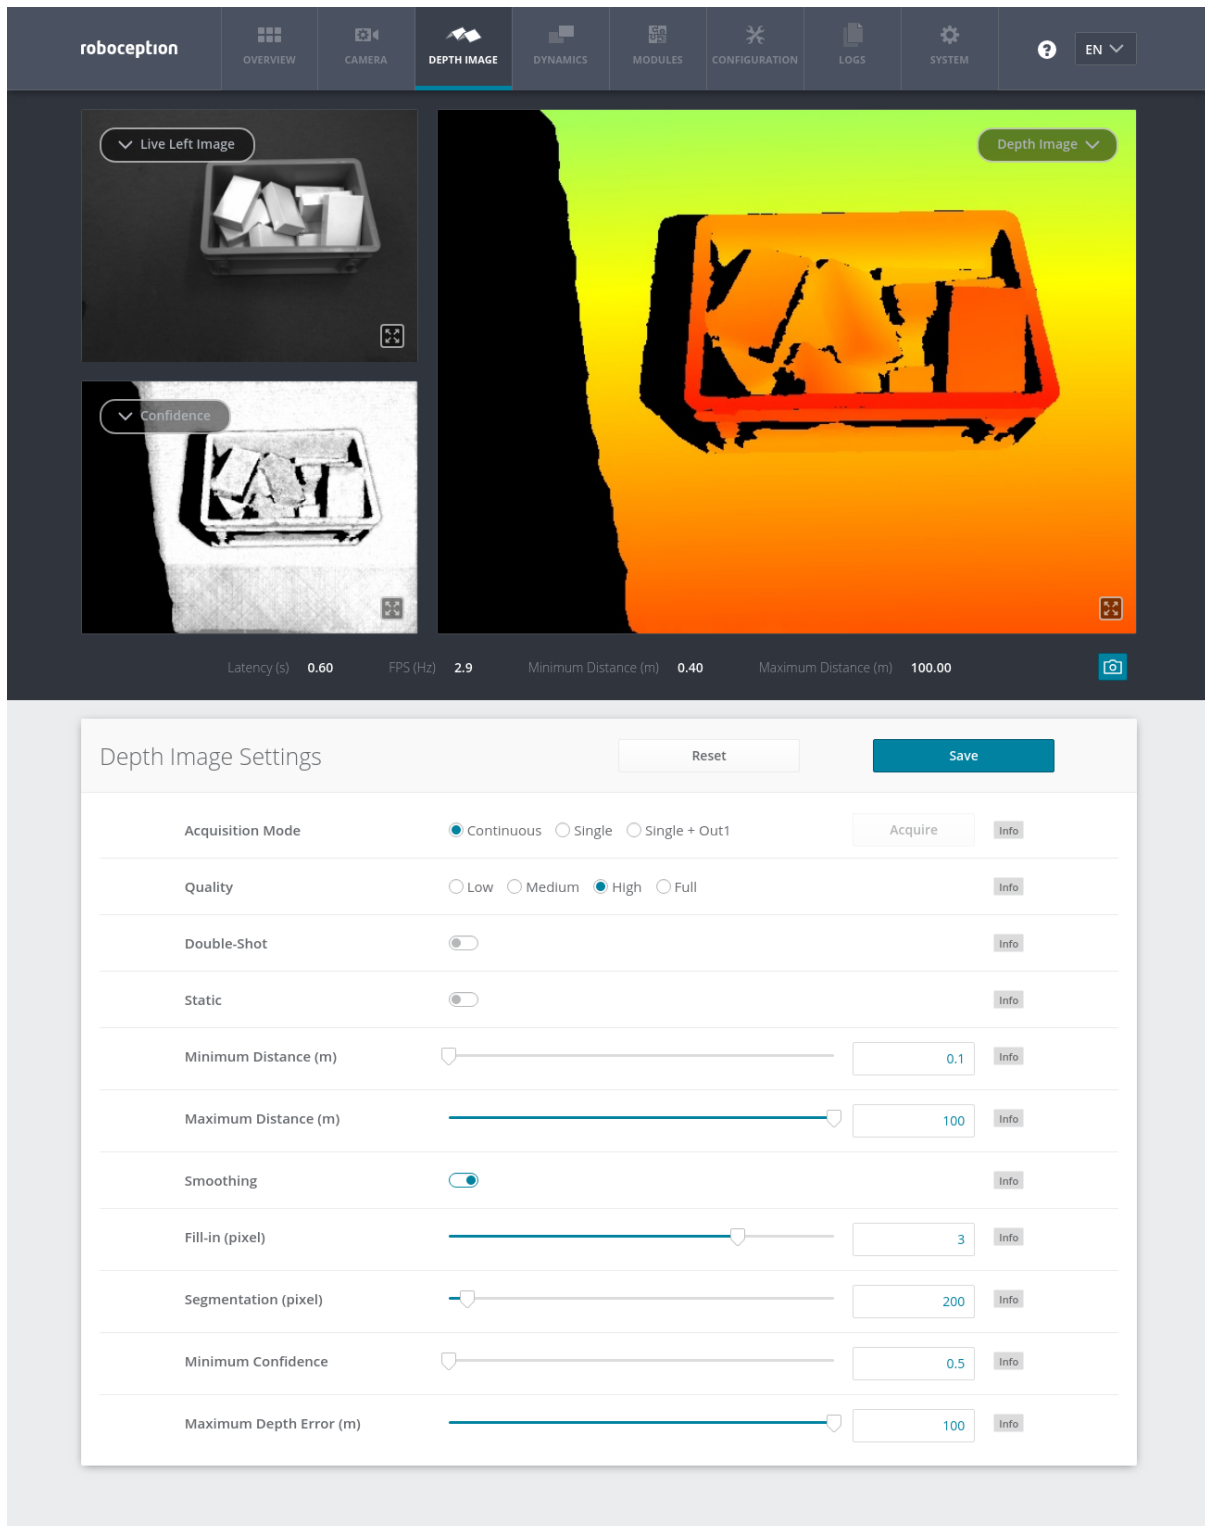 roboception
OVERVIEW
CAMERA
DEPTH IMAGE
DYNAMICS
MODULES
CONFIGURATION
LOGS
SYSTEM
?
EN
Live Left Image
Depth Image
Confidence
Latency (s) 0.60 FPS (Hz) 2.9 Minimum Distance (m) 0.40 Maximum Distance (m) 100.00
Depth Image Settings
Reset
Save
Acquisition Mode Continuous Single Single + Out1 Acquire Info
Quality Low Medium High Full Info
Double-Shot Info
Static Info
Minimum Distance (m) 0.1 Info
Maximum Distance (m) 100 Info
Smoothing Info
Fill-in (pixel) 3 Info
Segmentation (pixel) 200 Info
Minimum Confidence 0.5 Info
Maximum Depth Error (m) 100 Info